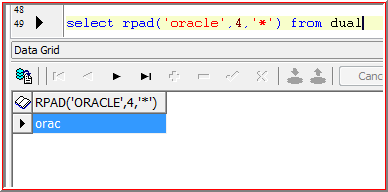 48
49 select rpad('oracle',4,'*') from dual
Data Grid
Canc
RPAD('ORACLE',4,'*')
orac